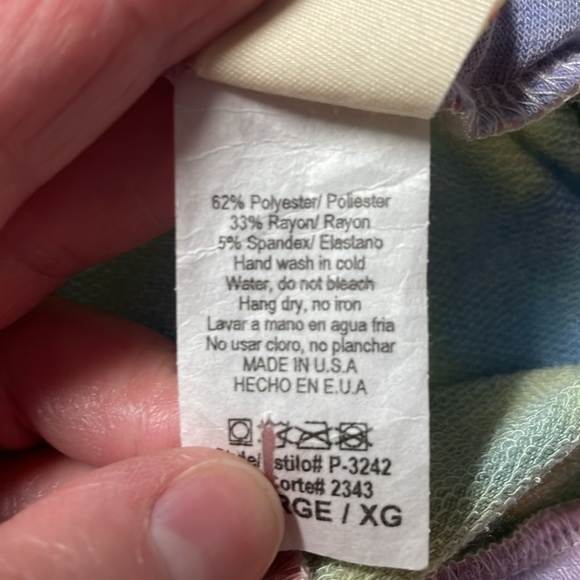 62% Polyester/ Poliester
33% Rayon/ Rayon
5% Spandex/ Elastano
Hand wash in cold
Water, do not bleach
Hang dry, no iron
Lavar a mano en agua fria
No usar cloro, no planchar
MADE IN U.S.A
HECHO EN E.U.A
P-3242
2343
/ XG